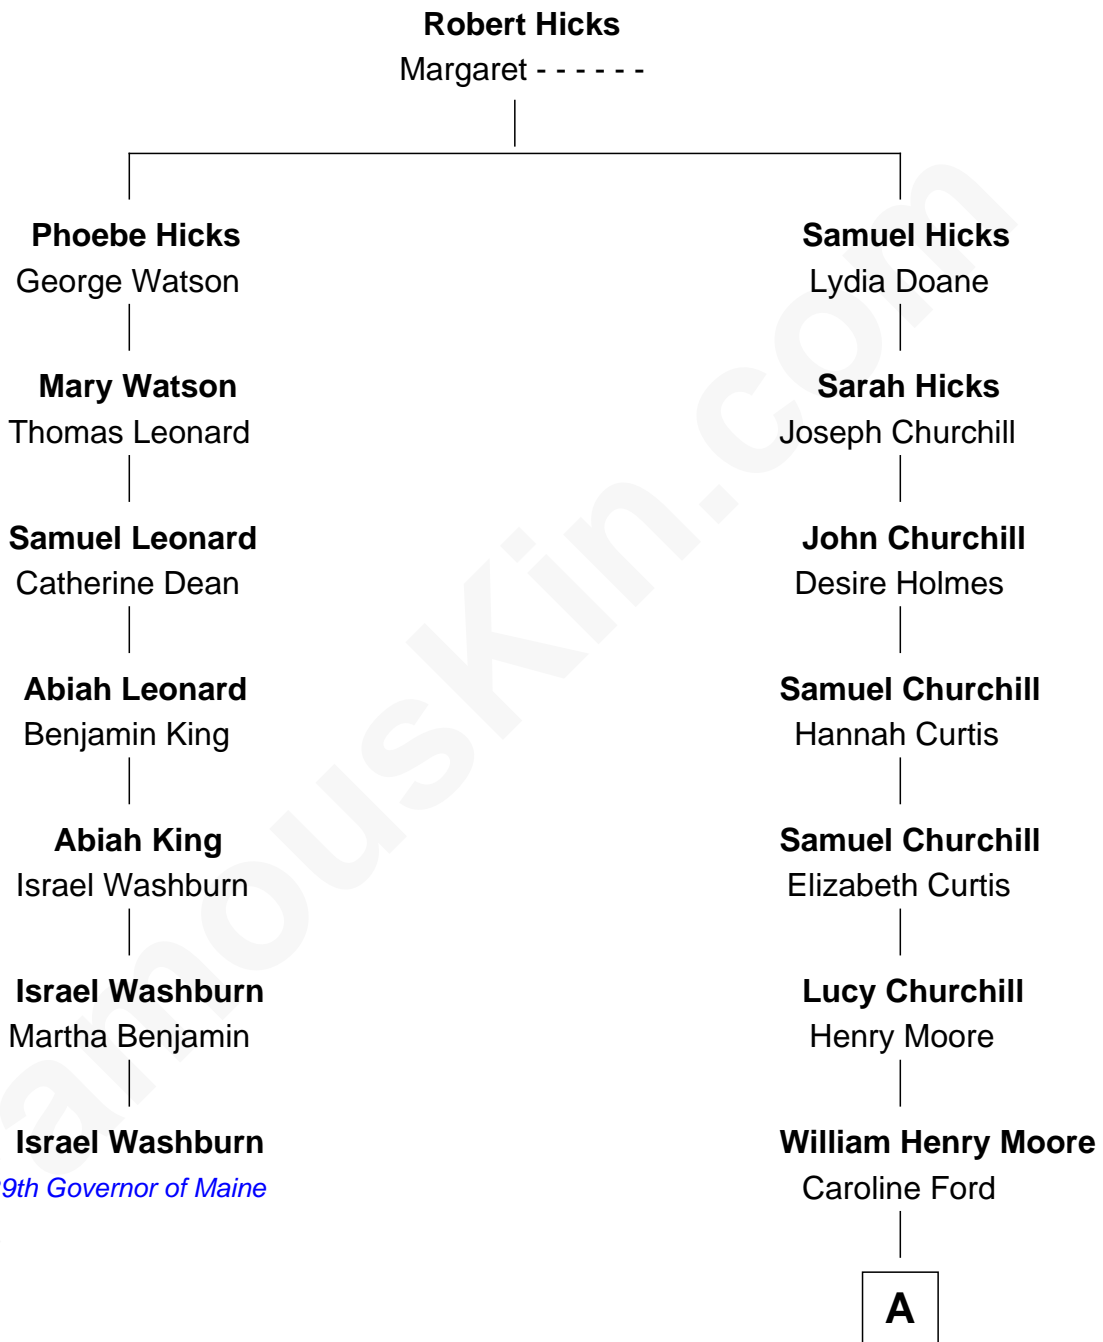 Robert Hicks
Margaret - - - - - -
Phoebe Hicks
George Watson
Samuel Hicks
Lydia Doane
Mary Watson
Thomas Leonard
Sarah Hicks
Joseph Churchill
Samuel Leonard
Catherine Dean
John Churchill
Desire Holmes
Abiah Leonard
Benjamin King
Samuel Churchill
Hannah Curtis
Abiah King
Israel Washburn
Samuel Churchill
Elizabeth Curtis
Israel Washburn
Martha Benjamin
Lucy Churchill
Henry Moore
Israel Washburn
9th Governor of Maine
William Henry Moore
Caroline Ford
A
amousKin.com